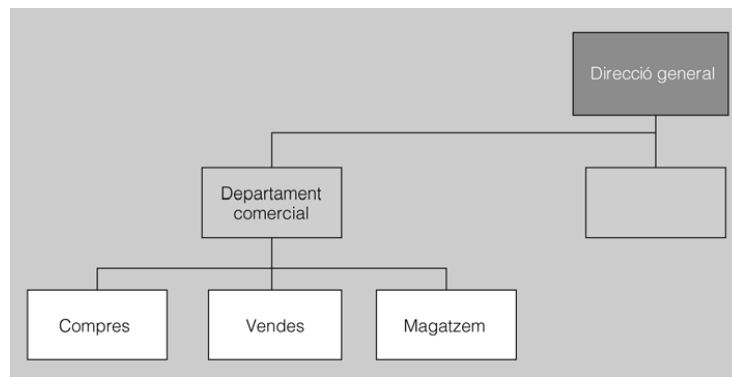 Direcció general
Departament
comercial
Compres
Vendes
Magatzem